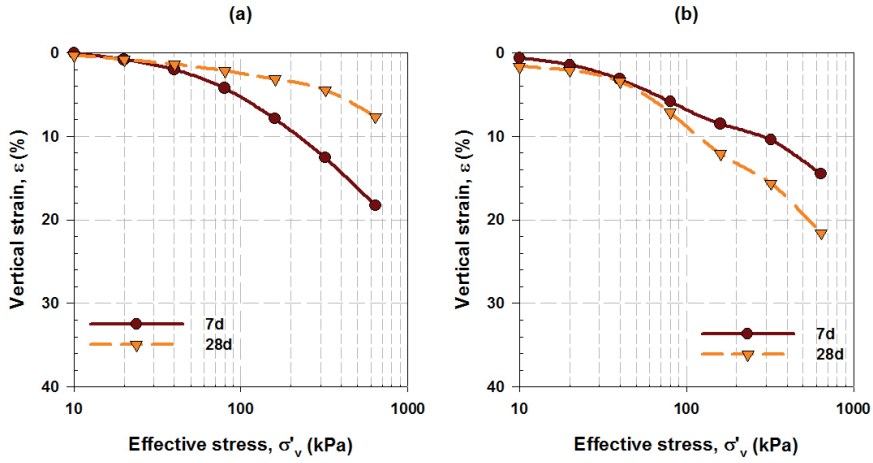 (a)
Vertical strain, ε (%)
0
10
20
30
40
7d
28d
10
100
1000
Effective stress, σ'v (kPa)
(b)
Vertical strain, ε (%)
0
10
20
30
40
7d
28d
10
100
1000
Effective stress, σ'v (kPa)